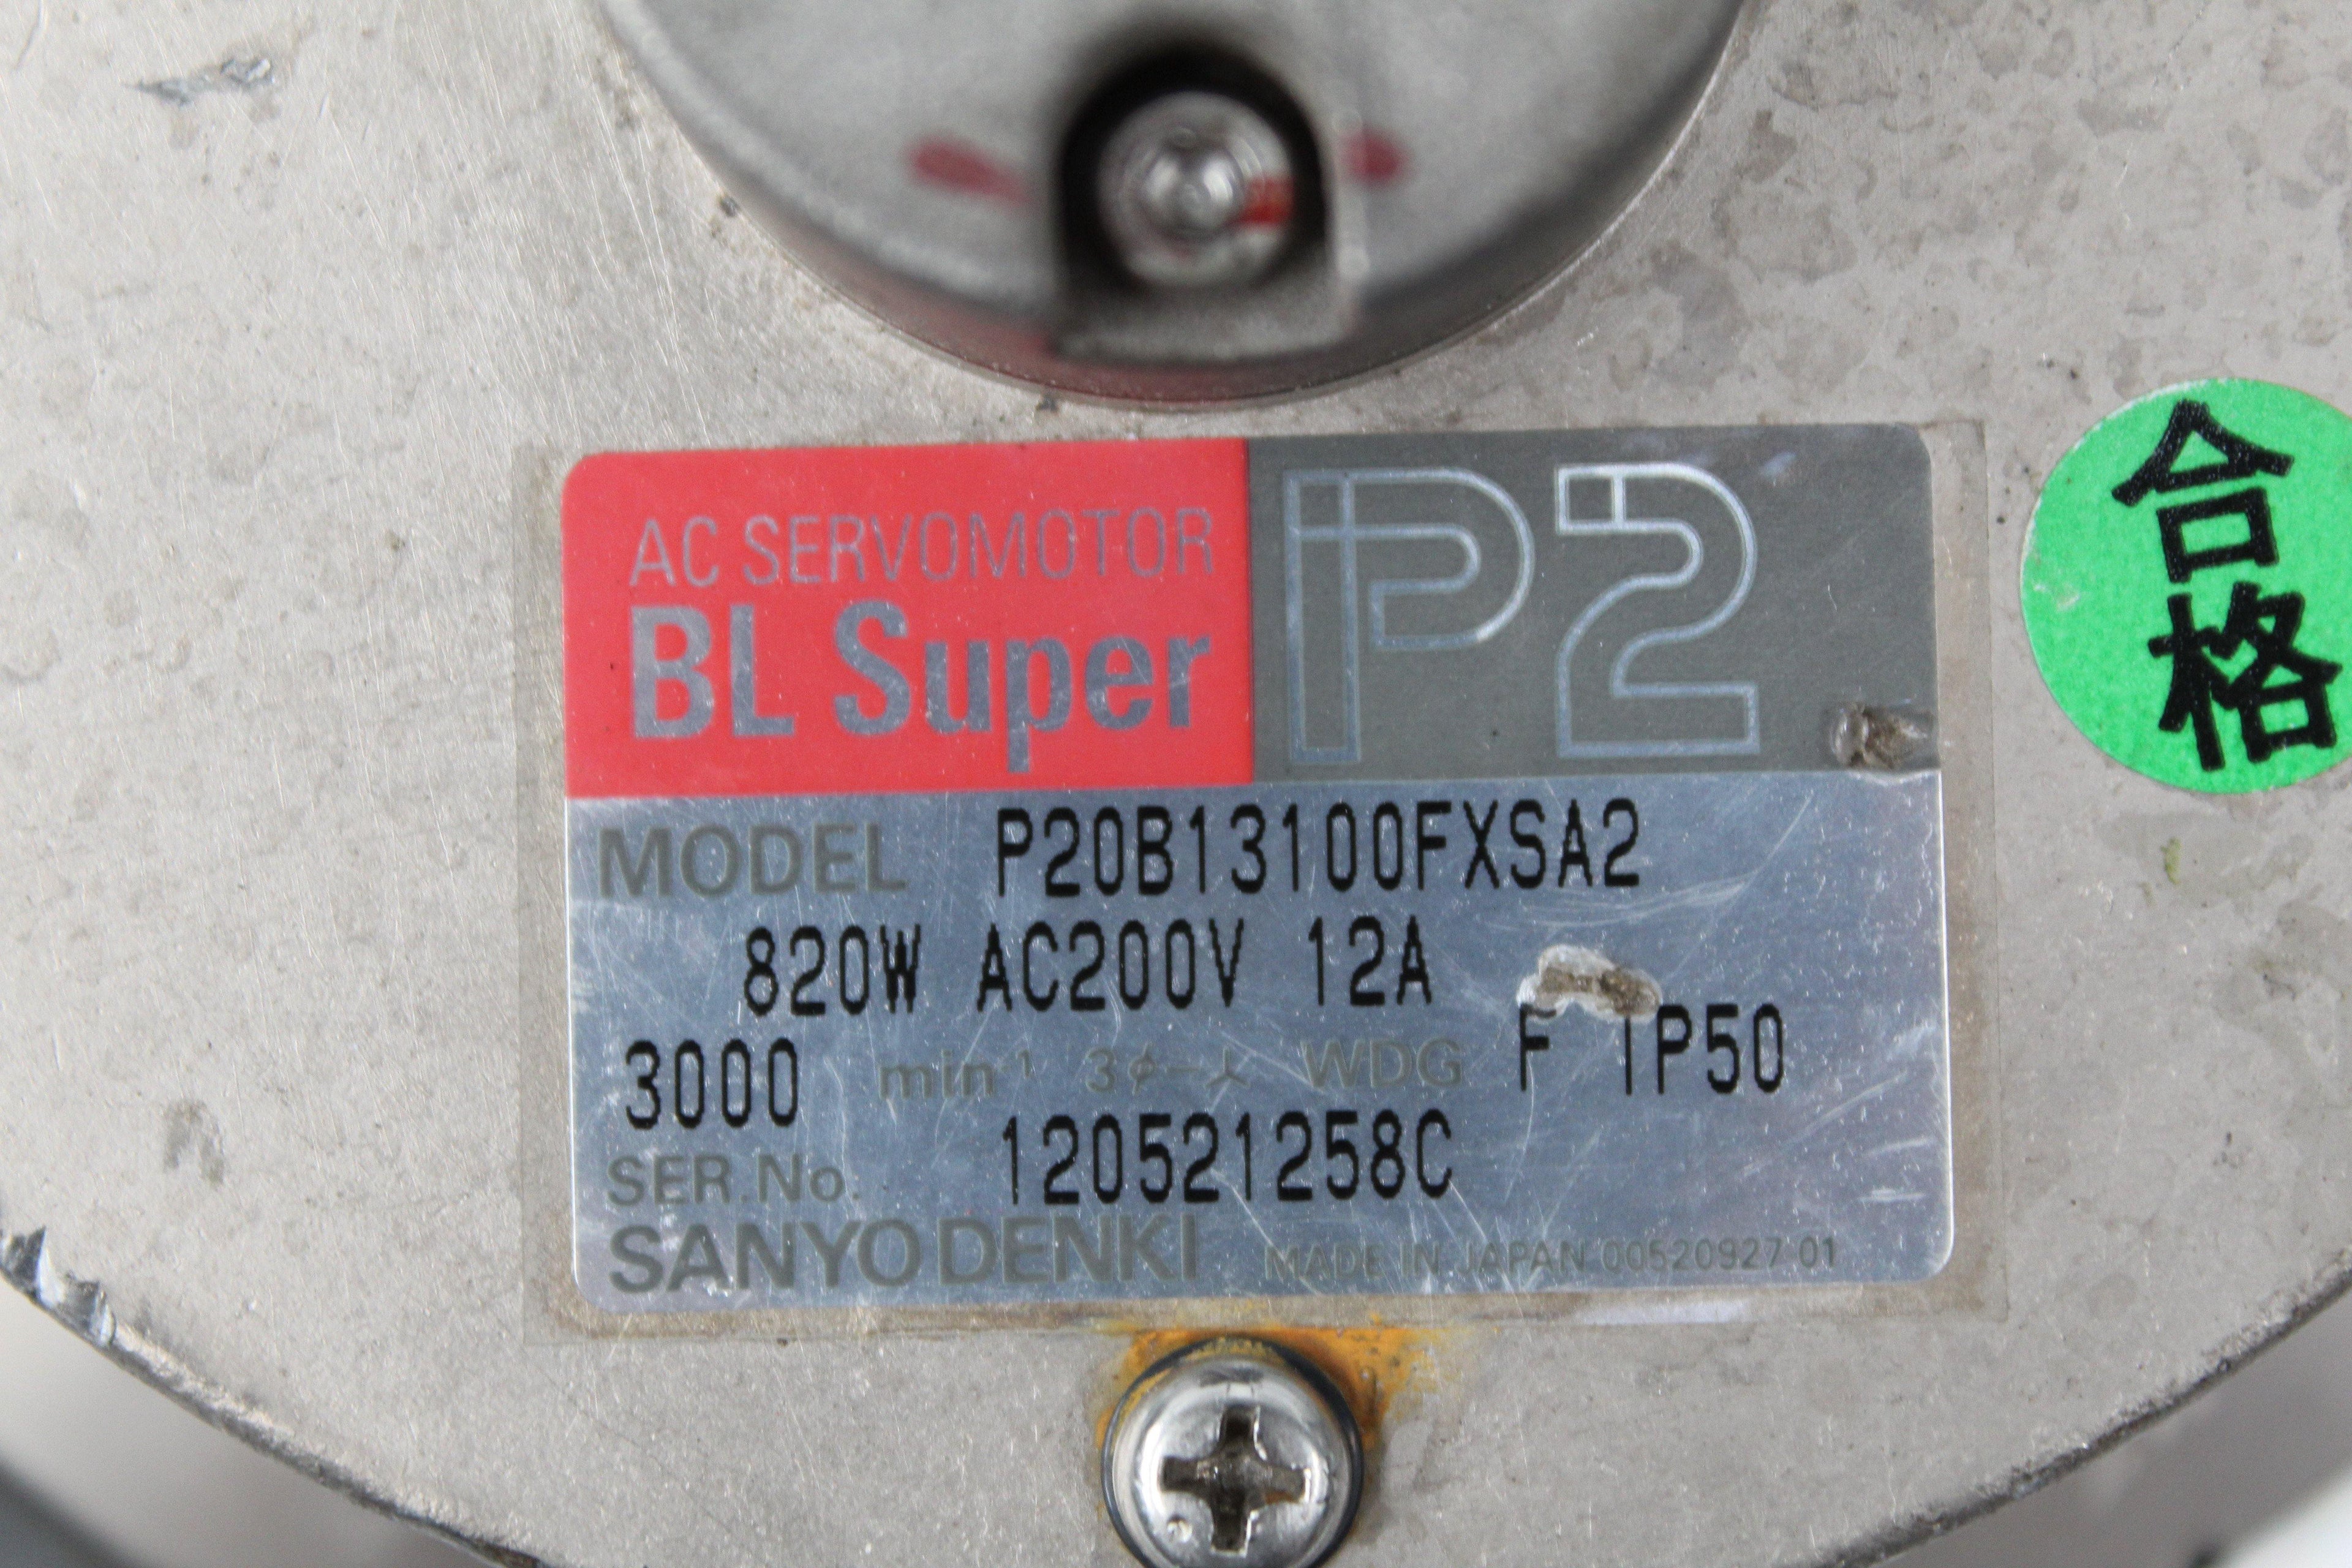 AC SERVOMOTOR
BL Super
P2
MODEL P20B13100FXSA2
820W AC200V 12A
3000 min⁻¹ 3φ-人 WDG F IP50
SER.No. 120521258C
SANYO DENKI MADE IN JAPAN 00520927-01
合格